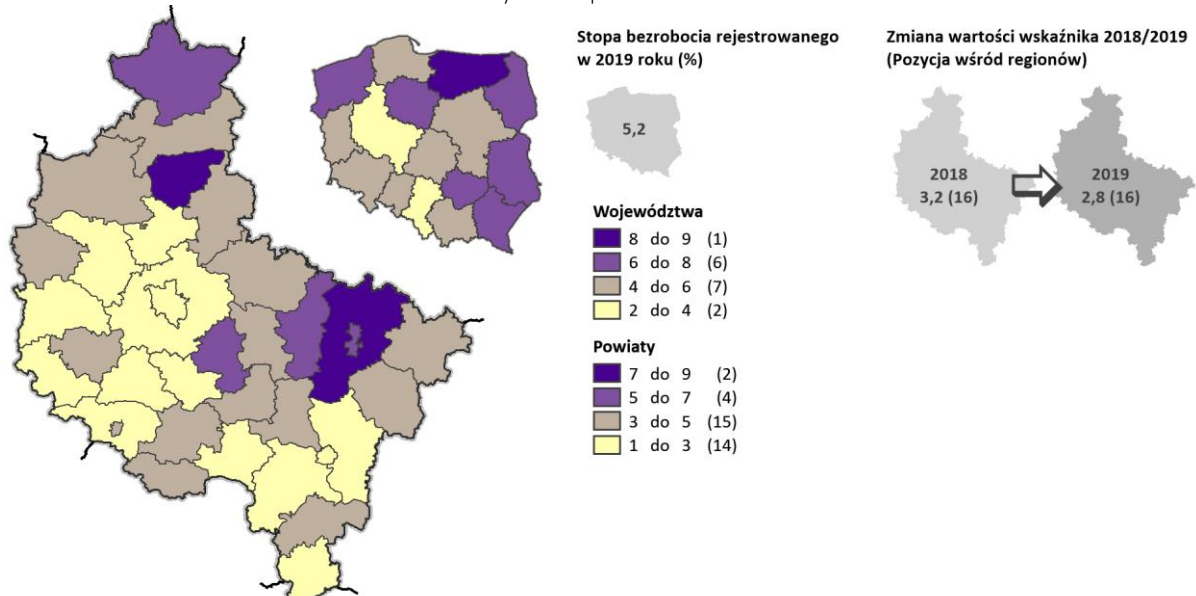 Stopa bezrobocia rejestrowanego
w 2019 roku (%)
5,2
Zmiana wartości wskaźnika 2018/2019
(Pozycja wśród regionów)
2018
3,2 (16)
2019
2,8 (16)
Województwa
8 do 9 (1)
6 do 8 (6)
4 do 6 (7)
2 do 4 (2)
Powiaty
7 do 9 (2)
5 do 7 (4)
3 do 5 (15)
1 do 3 (14)